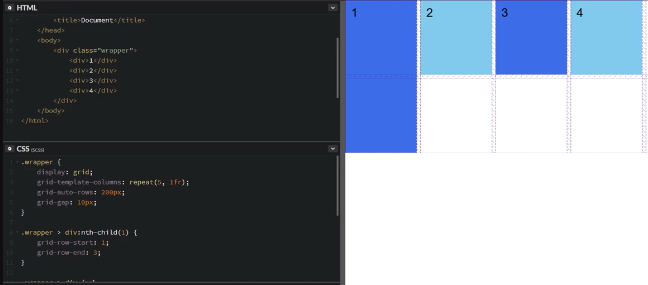 HTML
<title>Document</title>
</head>
<body>
<div class="wrapper">
<div>1</div>
<div>2</div>
<div>3</div>
<div>4</div>
</div>
</body>
</html>
CSS (SCSS)
.wrapper {
display: grid;
grid-template-columns: repeat(5, 1fr);
grid-auto-rows: 200px;
grid-gap: 10px;
}
.wrapper > div:nth-child(1) {
grid-row-start: 1;
grid-row-end: 3;
}
1
2
3
4